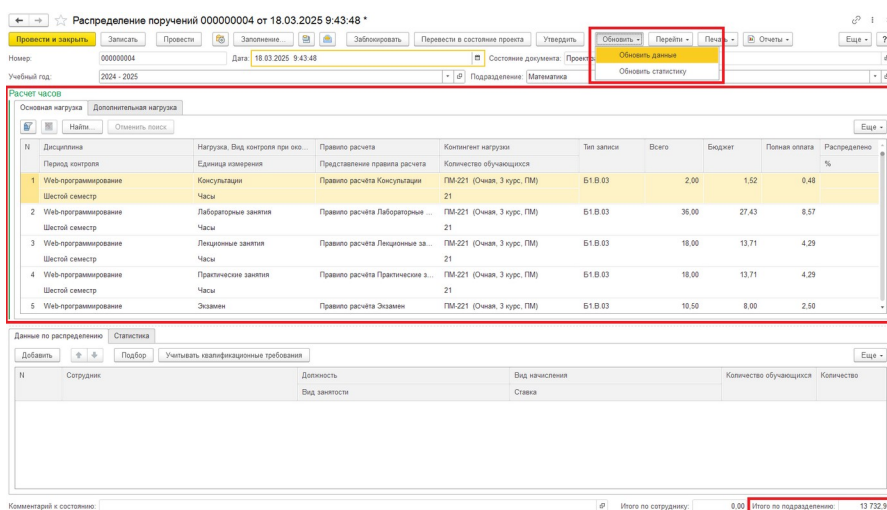 Распределение поручений 000000004 от 18.03.2025 9:43:48 *
Провести и закрыть Записать Провести Заполнение... Заблокировать Перевести в состояние проекта Утвердить Обновить Перейти Печать Отчеты Еще ?
Номер: 000000004 Дата: 18.03.2025 9:43:48 Состояние документа: Проект
Обновить данные
Обновить статистику
Учебный год: 2024 - 2025 Подразделение: Математика
Расчет часов
Основная нагрузка Дополнительная нагрузка
Найти... Отменить поиск Еще
N Дисциплина Нагрузка, Вид контроля при око... Правило расчета Контингент нагрузки Тип записи Всего Бюджет Полная оплата Распределено
Период контроля Единица измерения Представление правила расчета Количество обучающихся %
1 Web-программирование Консультации Правило расчёта Консультации ПМ-221 (Очная, 3 курс, ПМ) Б1.В.03 2,00 1,52 0,48
Шестой семестр Часы 21
2 Web-программирование Лабораторные занятия Правило расчёта Лабораторные ... ПМ-221 (Очная, 3 курс, ПМ) Б1.В.03 36,00 27,43 8,57
Шестой семестр Часы 21
3 Web-программирование Лекционные занятия Правило расчёта Лекционные за... ПМ-221 (Очная, 3 курс, ПМ) Б1.В.03 18,00 13,71 4,29
Шестой семестр Часы 21
4 Web-программирование Практические занятия Правило расчёта Практические з... ПМ-221 (Очная, 3 курс, ПМ) Б1.В.03 18,00 13,71 4,29
Шестой семестр Часы 21
5 Web-программирование Экзамен Правило расчёта Экзамен ПМ-221 (Очная, 3 курс, ПМ) Б1.В.03 10,50 8,00 2,50
Данные по распределению Статистика
Добавить Подбор Учитывать квалификационные требования Еще
N Сотрудник Должность Вид начисления Количество обучающихся Количество
Вид занятости Ставка
Комментарий к состоянию: Итого по сотруднику: 0,00 Итого по подразделению: 13 732,9